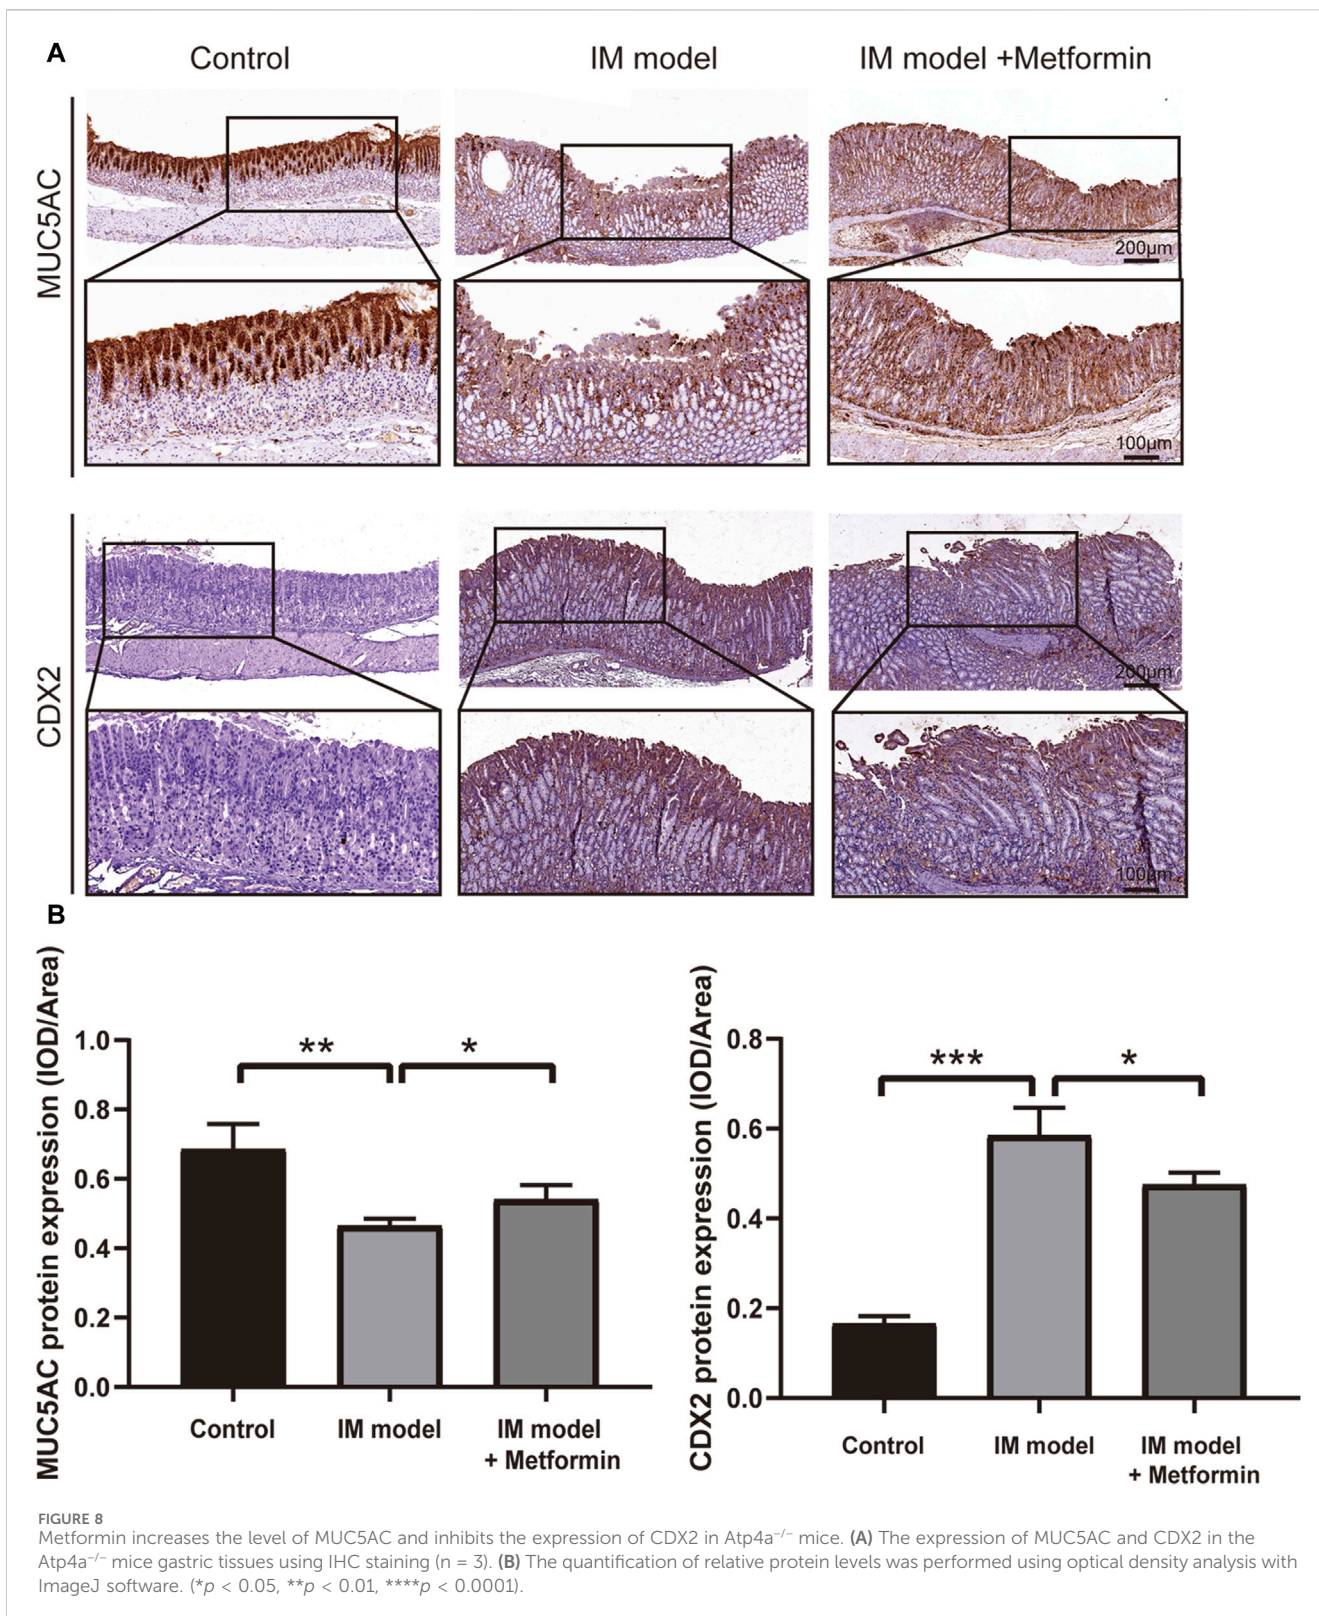 A
Control
IM model
IM model +Metformin
MUC5AC
200µm
100µm
CDX2
200µm
100µm
B
MUC5AC protein expression (IOD/Area)
1.0
0.8
0.6
0.4
0.2
0.0
**
*
Control
IM model
IM model
+ Metformin
CDX2 protein expression (IOD/Area)
0.8
0.6
0.4
0.2
0.0
***
*
Control
IM model
IM model
+ Metformin
FIGURE 8
Metformin increases the level of MUC5AC and inhibits the expression of CDX2 in Atp4a⁻/⁻ mice. (A) The expression of MUC5AC and CDX2 in the
Atp4a⁻/⁻ mice gastric tissues using IHC staining (n = 3). (B) The quantification of relative protein levels was performed using optical density analysis with
ImageJ software. (*p < 0.05, **p < 0.01, ****p < 0.0001).